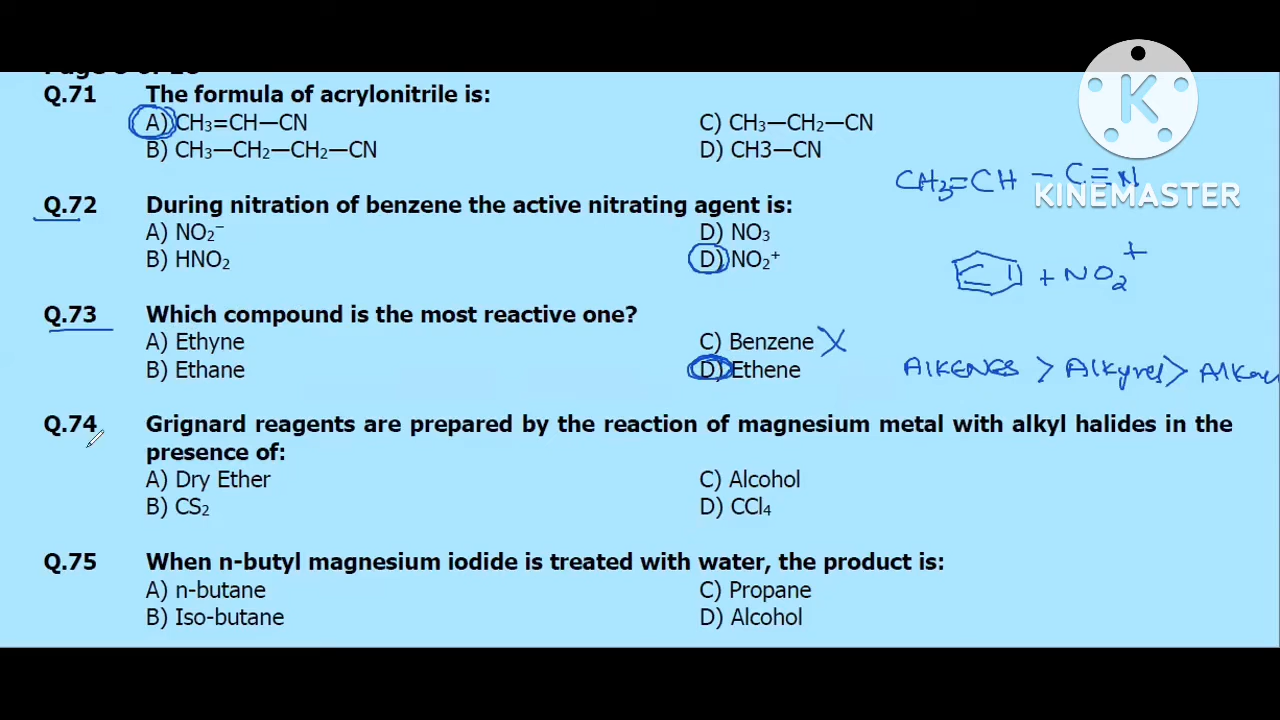 Q.71 The formula of acrylonitrile is:
A) CH₃=CH—CN C) CH₃—CH₂—CN
B) CH₃—CH₂—CH₂—CN D) CH3—CN
CH₂=CH — C≡N
KINEMASTER
Q.72 During nitration of benzene the active nitrating agent is:
A) NO₂⁻ D) NO₃
B) HNO₂ D) NO₂⁺
+ NO₂⁺
Q.73 Which compound is the most reactive one?
A) Ethyne C) Benzene X
B) Ethane D) Ethene
AlKENES > Alkynes >
Q.74 Grignard reagents are prepared by the reaction of magnesium metal with alkyl halides in the
presence of:
A) Dry Ether C) Alcohol
B) CS₂ D) CCl₄
Q.75 When n-butyl magnesium iodide is treated with water, the product is:
A) n-butane C) Propane
B) Iso-butane D) Alcohol